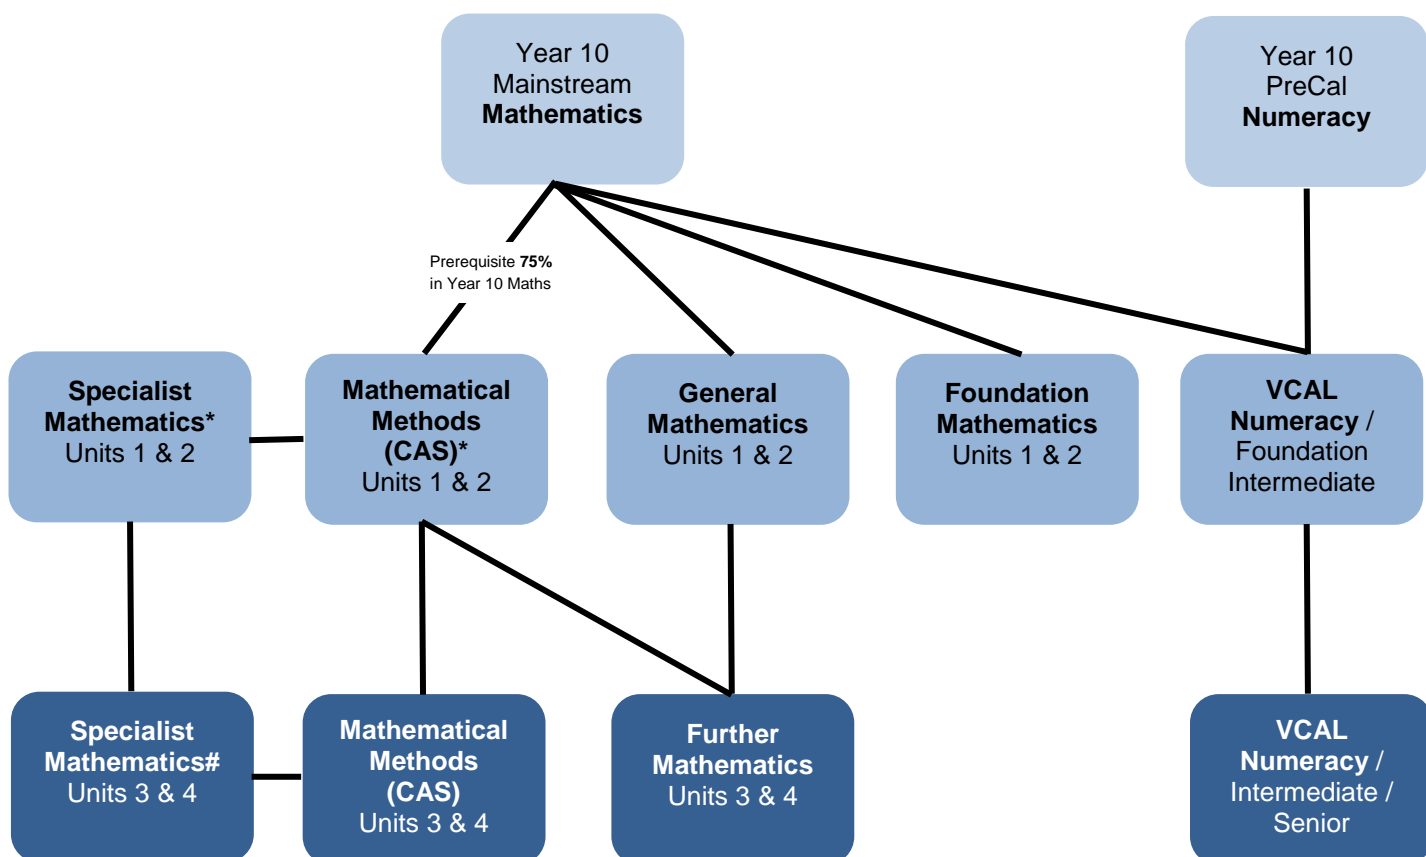 Year 10
Mainstream
Mathematics
Year 10
PreCal
Numeracy
Prerequisite 75%
in Year 10 Maths
Specialist
Mathematics*
Units 1 & 2
Mathematical
Methods
(CAS)*
Units 1 & 2
General
Mathematics
Units 1 & 2
Foundation
Mathematics
Units 1 & 2
VCAL
Numeracy /
Foundation
Intermediate
Specialist
Mathematics#
Units 3 & 4
Mathematical
Methods
(CAS)
Units 3 & 4
Further
Mathematics
Units 3 & 4
VCAL
Numeracy /
Intermediate /
Senior